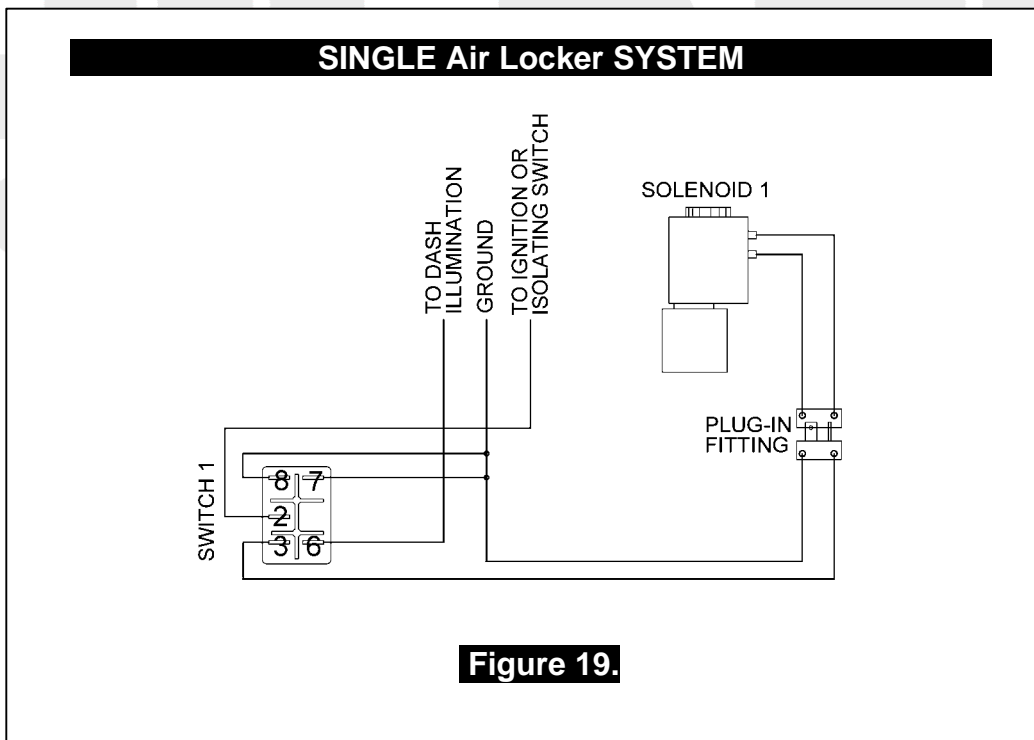 SINGLE Air Locker SYSTEM
TO DASH
ILLUMINATION
GROUND
TO IGNITION OR
ISOLATING SWITCH
SOLENOID 1
PLUG-IN
FITTING
SWITCH 1
8 7
2
3 6
Figure 19.